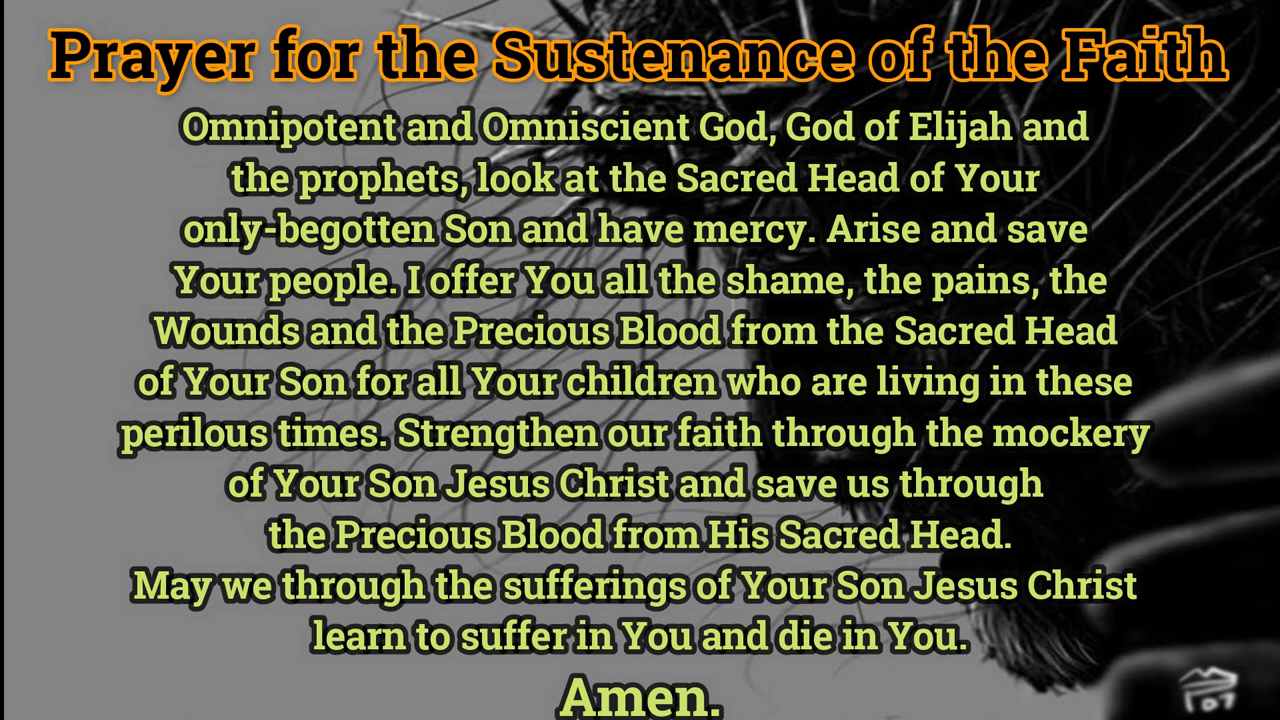 Prayer for the Sustenance of the Faith
Omnipotent and Omniscient God, God of Elijah and
the prophets, look at the Sacred Head of Your
only-begotten Son and have mercy. Arise and save
Your people. I offer You all the shame, the pains, the
Wounds and the Precious Blood from the Sacred Head
of Your Son for all Your children who are living in these
perilous times. Strengthen our faith through the mockery
of Your Son Jesus Christ and save us through
the Precious Blood from His Sacred Head.
May we through the sufferings of Your Son Jesus Christ
learn to suffer in You and die in You.
Amen.